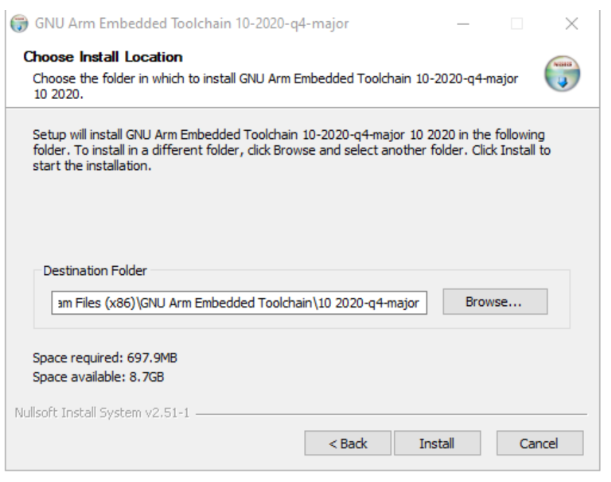 GNU Arm Embedded Toolchain 10-2020-q4-major
Choose Install Location
Choose the folder in which to install GNU Arm Embedded Toolchain 10-2020-q4-major
10 2020.
Setup will install GNU Arm Embedded Toolchain 10-2020-q4-major 10 2020 in the following
folder. To install in a different folder, click Browse and select another folder. Click Install to
start the installation.
Destination Folder
am Files (x86)\GNU Arm Embedded Toolchain\10 2020-q4-major
Browse...
Space required: 697.9MB
Space available: 8.7GB
Nullsoft Install System v2.51-1
< Back
Install
Cancel